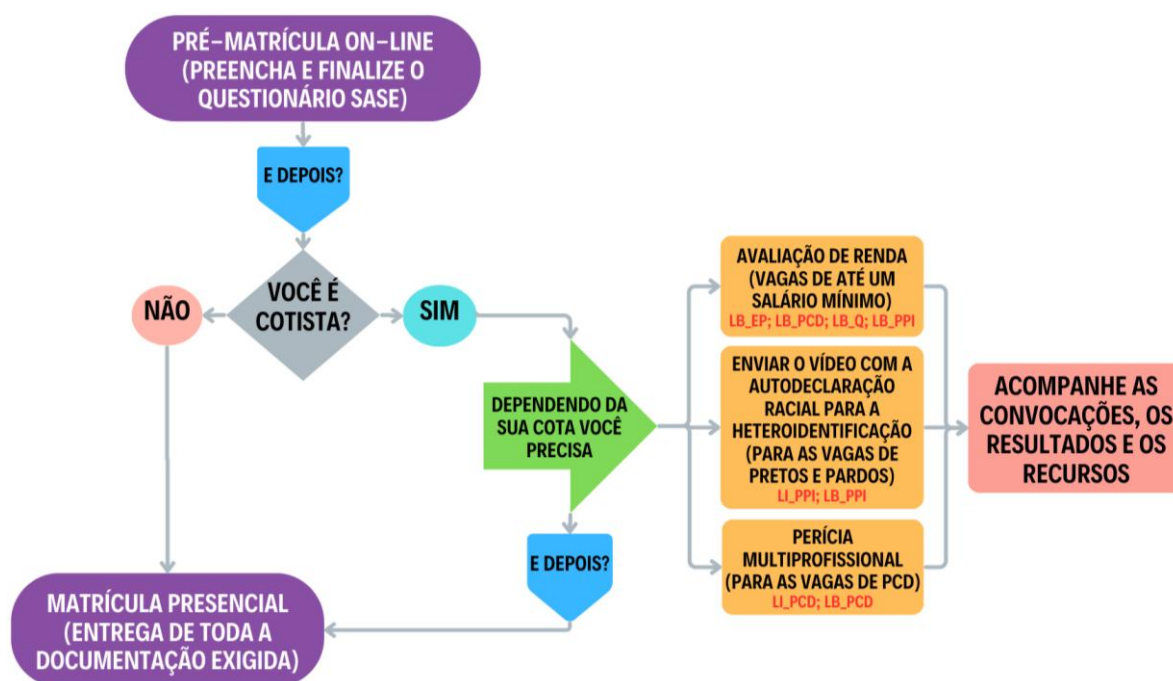 PRÉ-MATRÍCULA ON-LINE
(PREENCHA E FINALIZE O
QUESTIONÁRIO SASE)
E DEPOIS?
VOCÊ É
COTISTA?
NÃO
SIM
DEPENDENDO DA
SUA COTA VOCÊ
PRECISA
AVALIAÇÃO DE RENDA
(VAGAS DE ATÉ UM
SALÁRIO MÍNIMO)
LB_EP; LB_PCD; LB_Q; LB_PPI
ENVIAR O VÍDEO COM A
AUTODECLARAÇÃO
RACIAL PARA A
HETEROIDENTIFICAÇÃO
(PARA AS VAGAS DE
PRETOS E PARDOS)
LI_PPI; LB_PPI
PERÍCIA
MULTIPROFISSIONAL
(PARA AS VAGAS DE PCD)
LI_PCD; LB_PCD
ACOMPANHE AS
CONVOCAÇÕES, OS
RESULTADOS E OS
RECURSOS
E DEPOIS?
MATRÍCULA PRESENCIAL
(ENTREGA DE TODA A
DOCUMENTAÇÃO EXIGIDA)